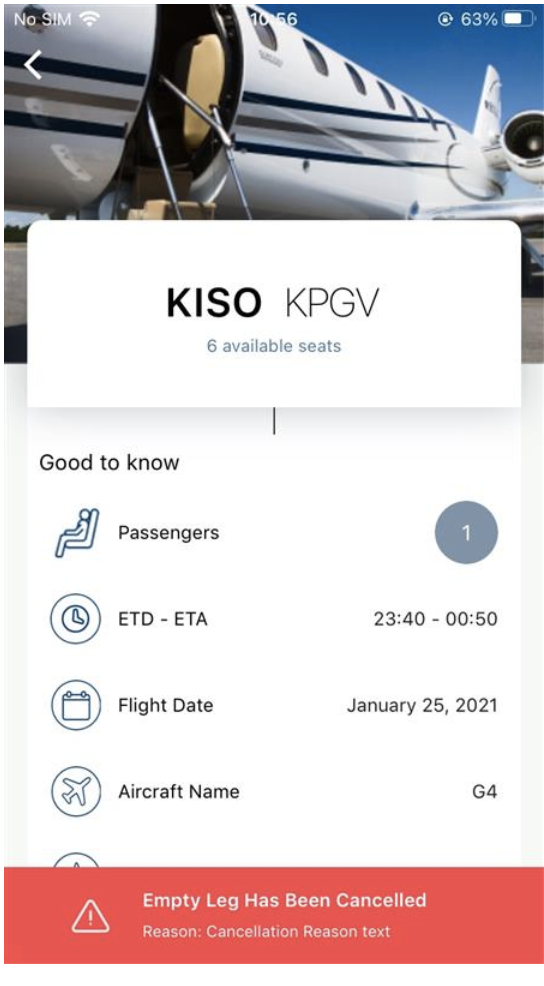 No SIM 10:56 63%
KISO KPGV
6 available seats
Good to know
Passengers 1
ETD - ETA 23:40 - 00:50
Flight Date January 25, 2021
Aircraft Name G4
Empty Leg Has Been Cancelled
Reason: Cancellation Reason text